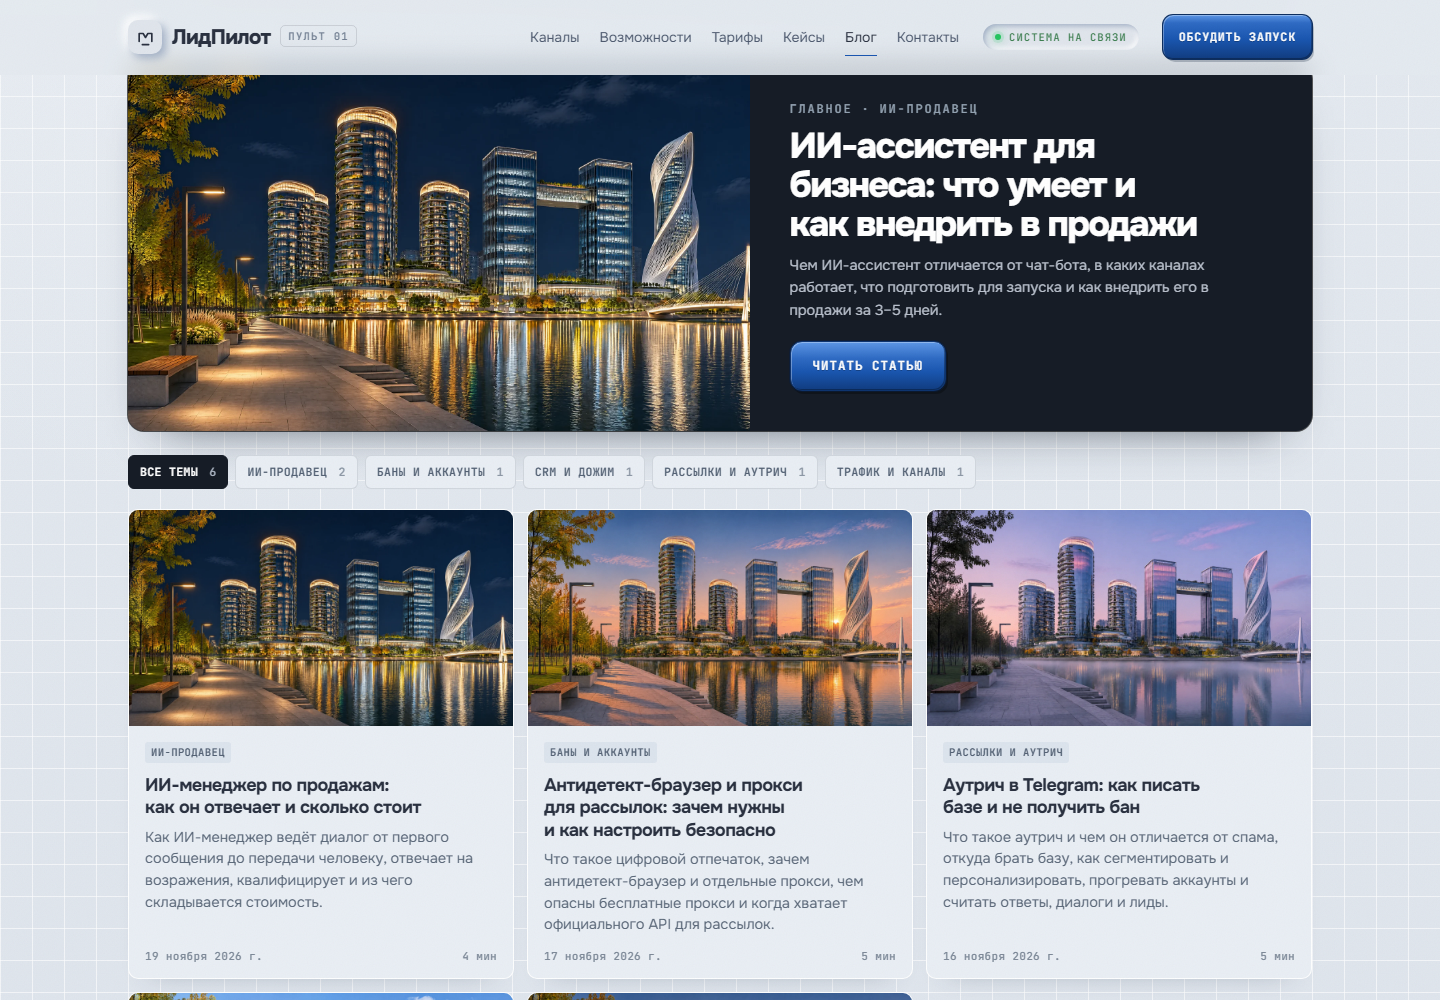 ЛидПилот
ПУЛЬТ 01
Каналы
Возможности
Тарифы
Кейсы
Блог
Контакты
СИСТЕМА НА СВЯЗИ
ОБСУДИТЬ ЗАПУСК
ГЛАВНОЕ · ИИ-ПРОДАВЕЦ
ИИ-ассистент для
бизнеса: что умеет и
как внедрить в продажи
Чем ИИ-ассистент отличается от чат-бота, в каких каналах
работает, что подготовить для запуска и как внедрить его в
продажи за 3–5 дней.
ЧИТАТЬ СТАТЬЮ
ВСЕ ТЕМЫ 6
ИИ-ПРОДАВЕЦ 2
БАНЫ И АККАУНТЫ 1
CRM И ДОЖИМ 1
РАССЫЛКИ И АУТРИЧ 1
ТРАФИК И КАНАЛЫ 1
ИИ-ПРОДАВЕЦ
ИИ-менеджер по продажам:
как он отвечает и сколько стоит
Как ИИ-менеджер ведёт диалог от первого
сообщения до передачи человеку, отвечает на
возражения, квалифицирует и из чего
складывается стоимость.
19 ноября 2026 г.
4 мин
БАНЫ И АККАУНТЫ
Антидетект-браузер и прокси
для рассылок: зачем нужны
и как настроить безопасно
Что такое цифровой отпечаток, зачем
антидетект-браузер и отдельные прокси, чем
опасны бесплатные прокси и когда хватает
официального API для рассылок.
17 ноября 2026 г.
5 мин
РАССЫЛКИ И АУТРИЧ
Аутрич в Telegram: как писать
базе и не получить бан
Что такое аутрич и чем он отличается от спама,
откуда брать базу, как сегментировать и
персонализировать, прогревать аккаунты и
считать ответы, диалоги и лиды.
16 ноября 2026 г.
5 мин